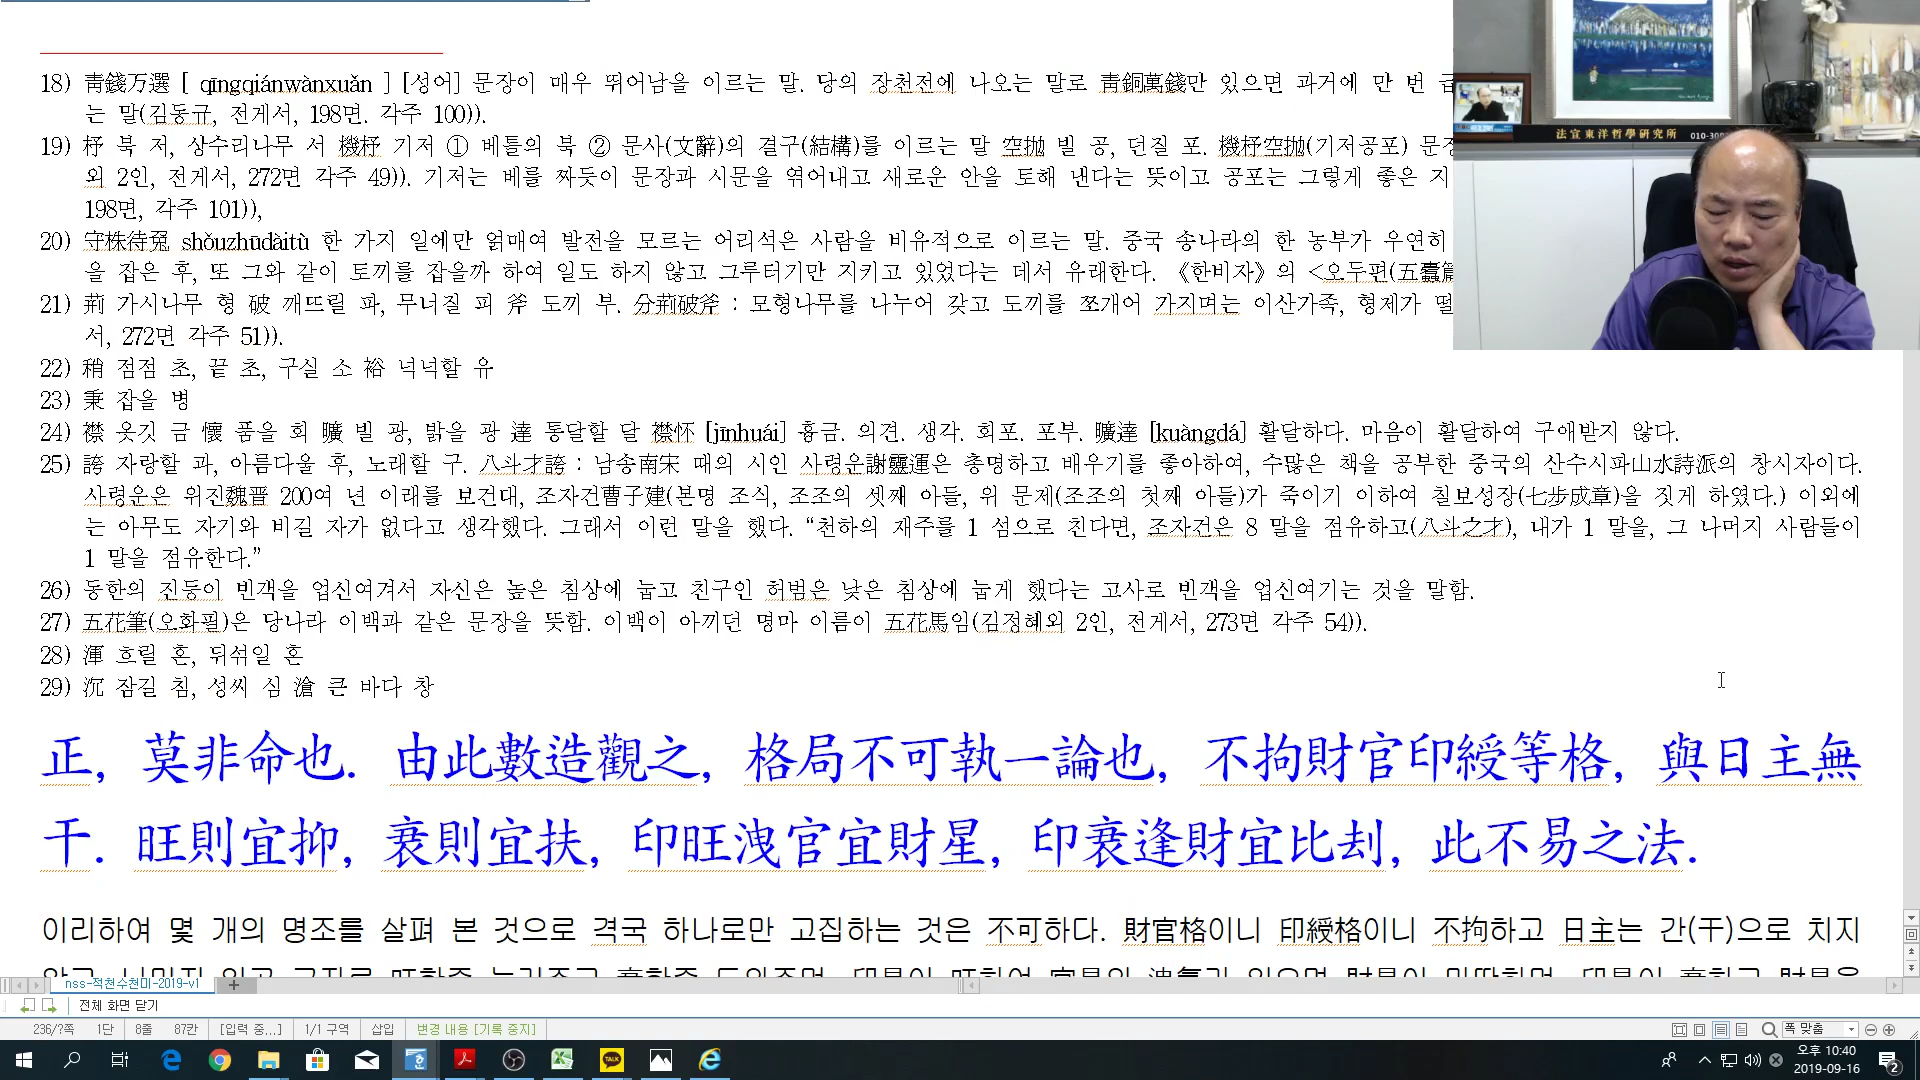 18) 靑錢万選 [ qīngqiánwànxuǎn ] [성어] 문장이 매우 뛰어남을 이르는 말. 당의 장천전에 나오는 말로 靑銅萬錢만 있으면 과거에 만 번 급
는 말(김동규, 전게서, 198면. 각주 100)).
19) 杼 북 저, 상수리나무 서 機杼 기저 ① 베틀의 북 ② 문사(文辭)의 결구(結構)를 이르는 말 空抛 빌 공, 던질 포. 機杼空抛(기저공포) 문장
외 2인, 전게서, 272면 각주 49)). 기저는 베를 짜듯이 문장과 시문을 엮어내고 새로운 안을 토해 낸다는 뜻이고 공포는 그렇게 좋은 지
198면, 각주 101)),
20) 守株待兎 shǒuzhūdàitù 한 가지 일에만 얽매여 발전을 모르는 어리석은 사람을 비유적으로 이르는 말. 중국 송나라의 한 농부가 우연히
을 잡은 후, 또 그와 같이 토끼를 잡을까 하여 일도 하지 않고 그루터기만 지키고 있었다는 데서 유래한다. 《한비자》의 <오두편(五蠹篇
21) 荊 가시나무 형 破 깨뜨릴 파, 무너질 피 斧 도끼 부. 分荊破斧 : 모형나무를 나누어 갖고 도끼를 쪼개어 가지며는 이산가족, 형제가 떨
서, 272면 각주 51)).
22) 稍 점점 초, 끝 초, 구실 소 裕 넉넉할 유
23) 秉 잡을 병
24) 襟 옷깃 금 懷 품을 회 曠 빌 광, 밝을 광 達 통달할 달 襟怀 [jīnhuái] 흉금. 의견. 생각. 회포. 포부. 曠達 [kuàngdá] 활달하다. 마음이 활달하여 구애받지 않다.
25) 誇 자랑할 과, 아름다울 후, 노래할 구. 八斗才誇 : 남송南宋 때의 시인 사령운謝靈運은 총명하고 배우기를 좋아하여, 수많은 책을 공부한 중국의 산수시파山水詩派의 창시자이다.
사령운은 위진魏晋 200여 년 이래를 보건대, 조자건曹子建(본명 조식, 조조의 셋째 아들, 위 문제(조조의 첫째 아들)가 죽이기 이하여 칠보성장(七步成章)을 짓게 하였다.) 이외에
는 아무도 자기와 비길 자가 없다고 생각했다. 그래서 이런 말을 했다. “천하의 재주를 1 섬으로 친다면, 조자건은 8 말을 점유하고(八斗之才), 내가 1 말을, 그 나머지 사람들이
1 말을 점유한다.”
26) 동한의 진등이 빈객을 업신여겨서 자신은 높은 침상에 눕고 친구인 허범은 낮은 침상에 눕게 했다는 고사로 빈객을 업신여기는 것을 말함.
27) 五花筆(오화필)은 당나라 이백과 같은 문장을 뜻함. 이백이 아끼던 명마 이름이 五花馬임(김정혜외 2인, 전게서, 273면 각주 54)).
28) 渾 흐릴 혼, 뒤섞일 혼
29) 沉 잠길 침, 성씨 심 滄 큰 바다 창
正, 莫非命也. 由此數造觀之, 格局不可執一論也, 不拘財官印綬等格, 與日主無
干. 旺則宜抑, 衰則宜扶, 印旺洩官宜財星, 印衰逢財宜比刦, 此不易之法.
이리하여 몇 개의 명조를 살펴 본 것으로 격국 하나로만 고집하는 것은 不可하다. 財官格이니 印綬格이니 不拘하고 日主는 간(干)으로 치지
法宣東洋哲學硏究所 010-30
nss-적천수천미-2019-v1
전체 화면 닫기
236/?쪽 1단 8줄 87칸 [입력 중...] 1/1 구역 삽입 변경 내용 [기록 중지] 폭 맞춤
TALK
오후 10:40
2019-09-16
2